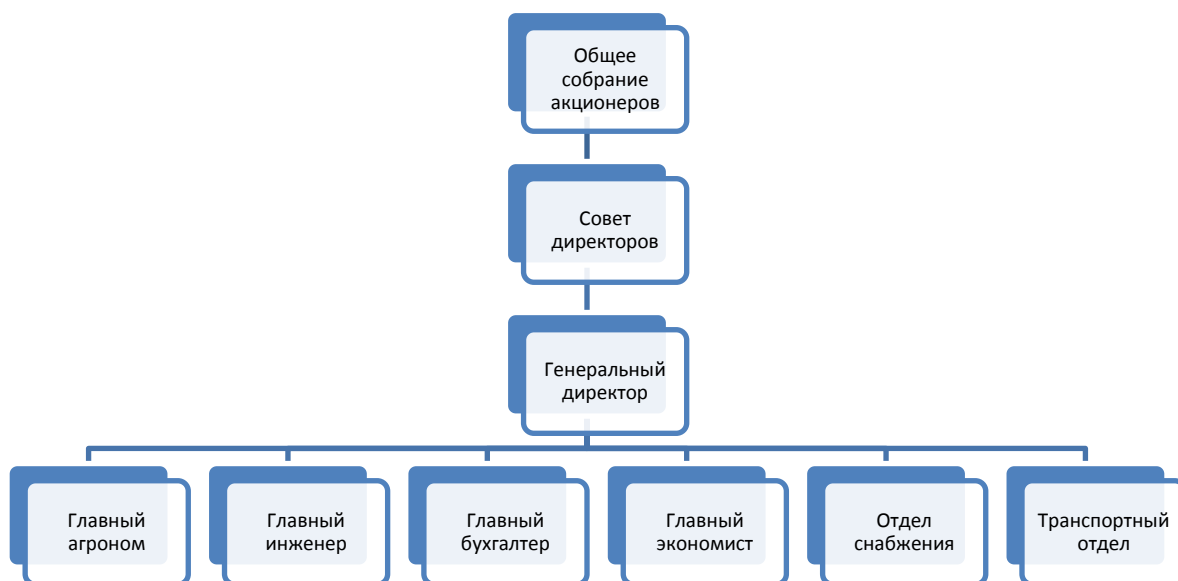 Общее
собрание
акционеров
Совет
директоров
Генеральный
директор
Главный
агроном
Главный
инженер
Главный
бухгалтер
Главный
экономист
Отдел
снабжения
Транспортный
отдел